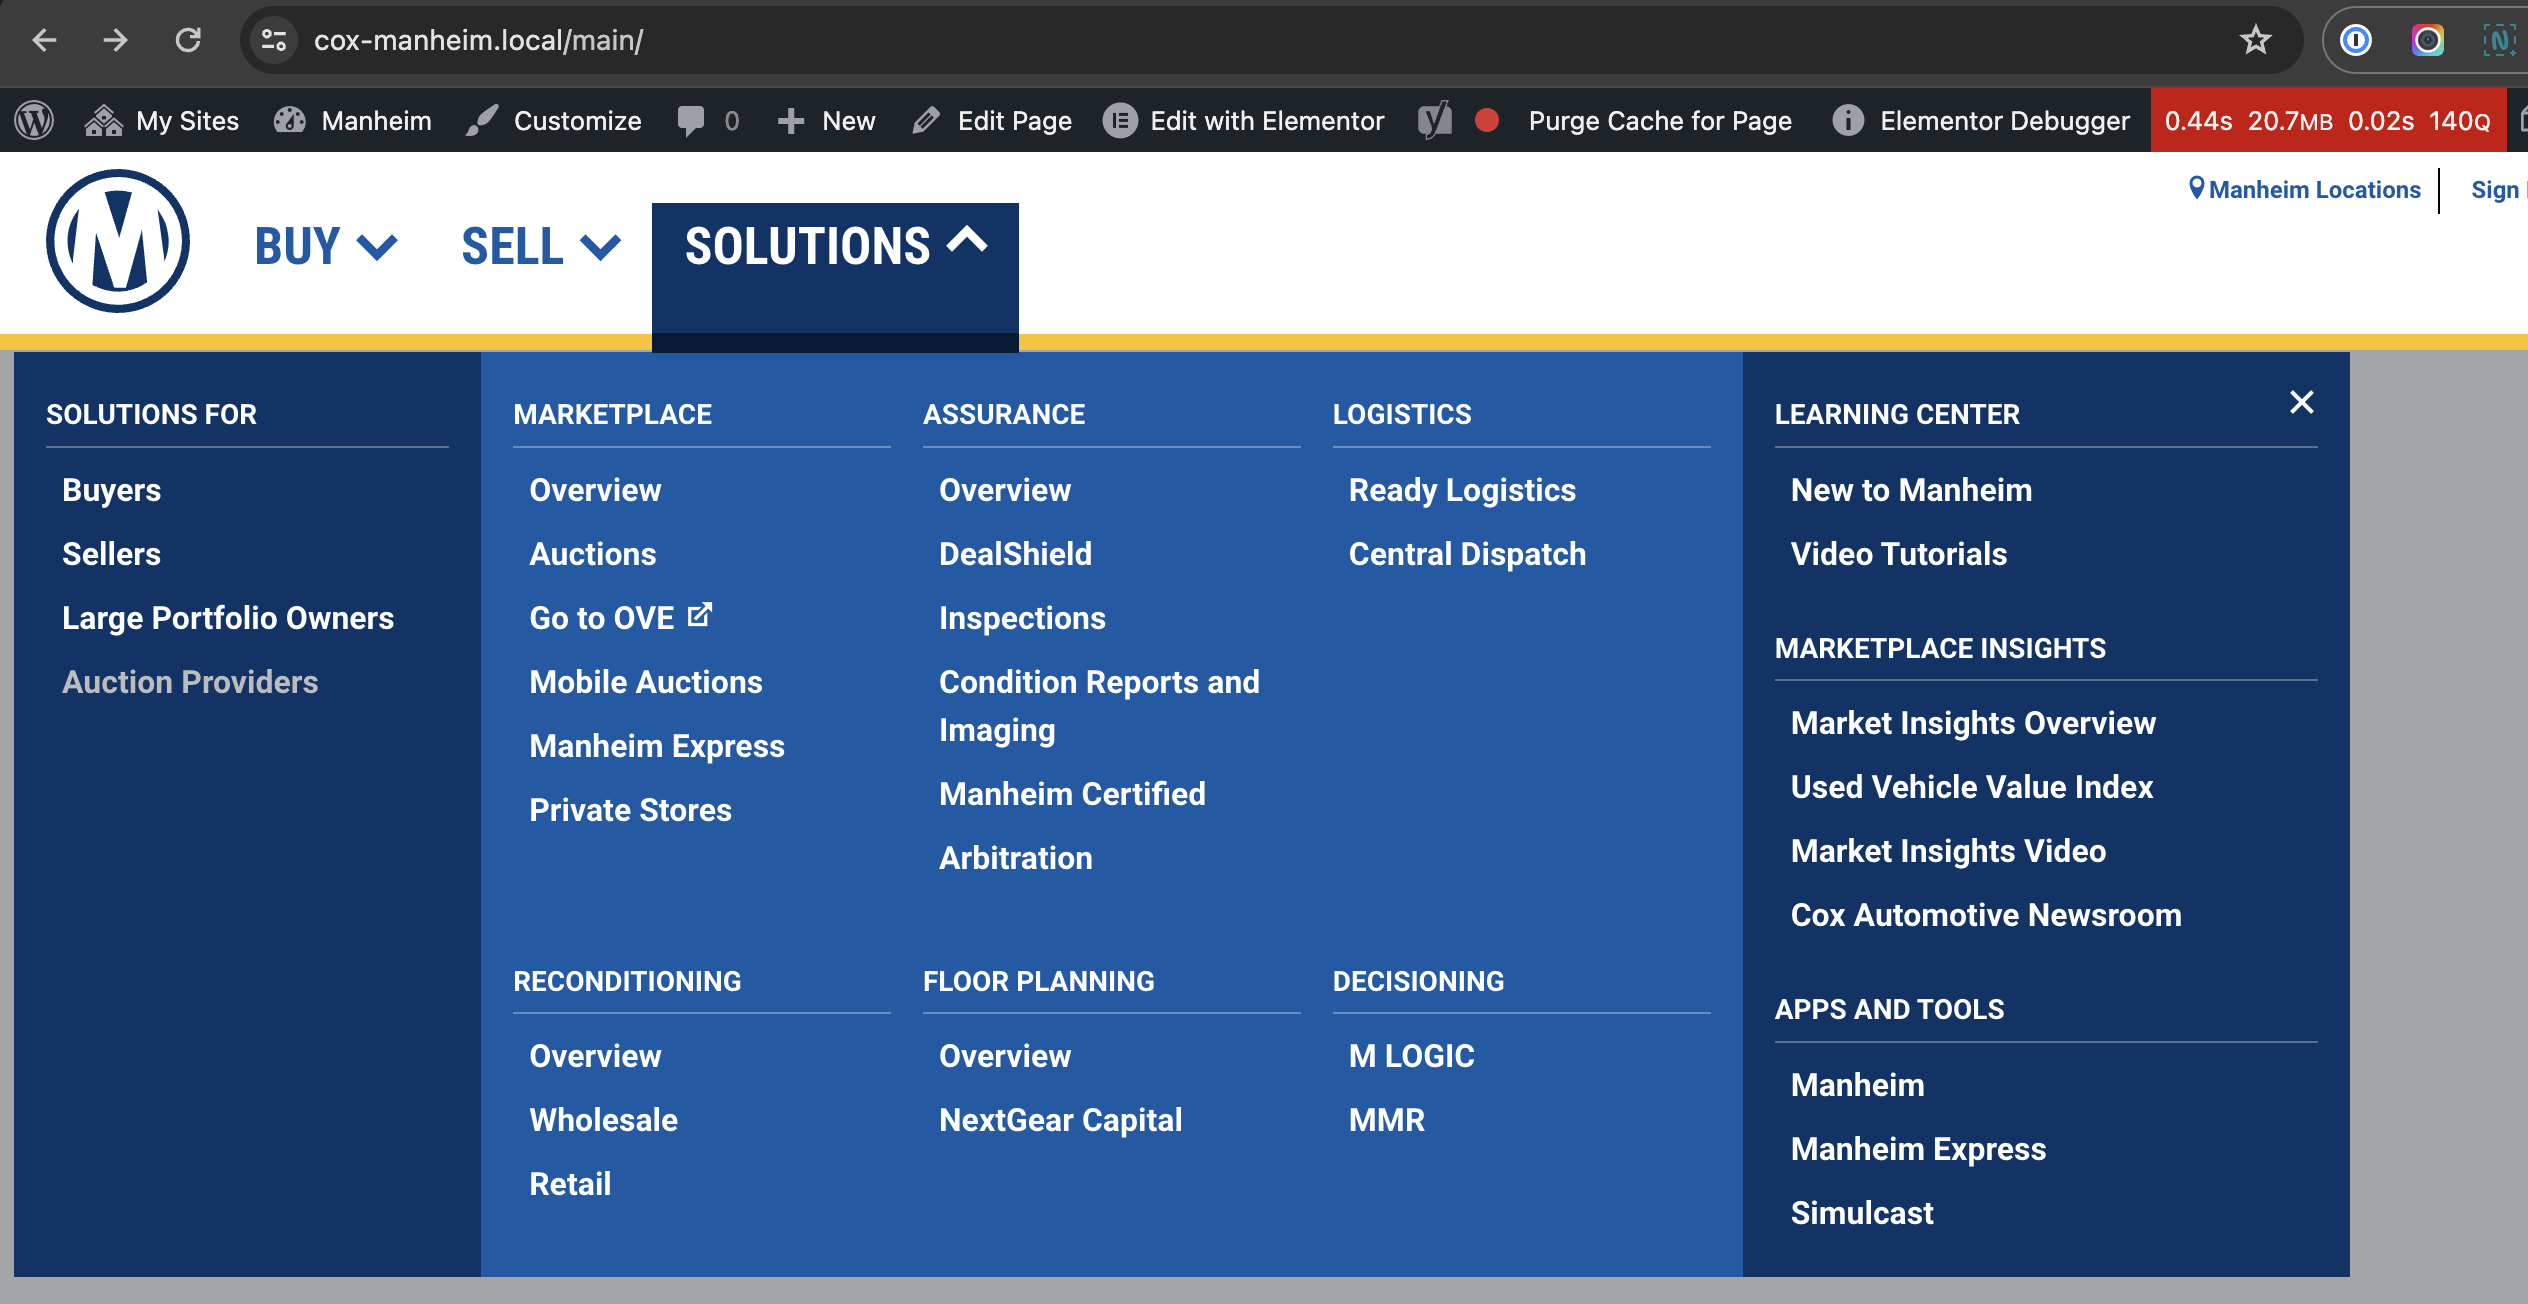 cox-manheim.local/main/
My Sites
Manheim
Customize
0
New
Edit Page
Edit with Elementor
Purge Cache for Page
Elementor Debugger
0.44s 20.7MB 0.02s 140Q
Manheim Locations
Sign
BUY
SELL
SOLUTIONS
SOLUTIONS FOR
Buyers
Sellers
Large Portfolio Owners
Auction Providers
MARKETPLACE
Overview
Auctions
Go to OVE
Mobile Auctions
Manheim Express
Private Stores
ASSURANCE
Overview
DealShield
Inspections
Condition Reports and
Imaging
Manheim Certified
Arbitration
LOGISTICS
Ready Logistics
Central Dispatch
RECONDITIONING
Overview
Wholesale
Retail
FLOOR PLANNING
Overview
NextGear Capital
DECISIONING
M LOGIC
MMR
LEARNING CENTER
New to Manheim
Video Tutorials
MARKETPLACE INSIGHTS
Market Insights Overview
Used Vehicle Value Index
Market Insights Video
Cox Automotive Newsroom
APPS AND TOOLS
Manheim
Manheim Express
Simulcast